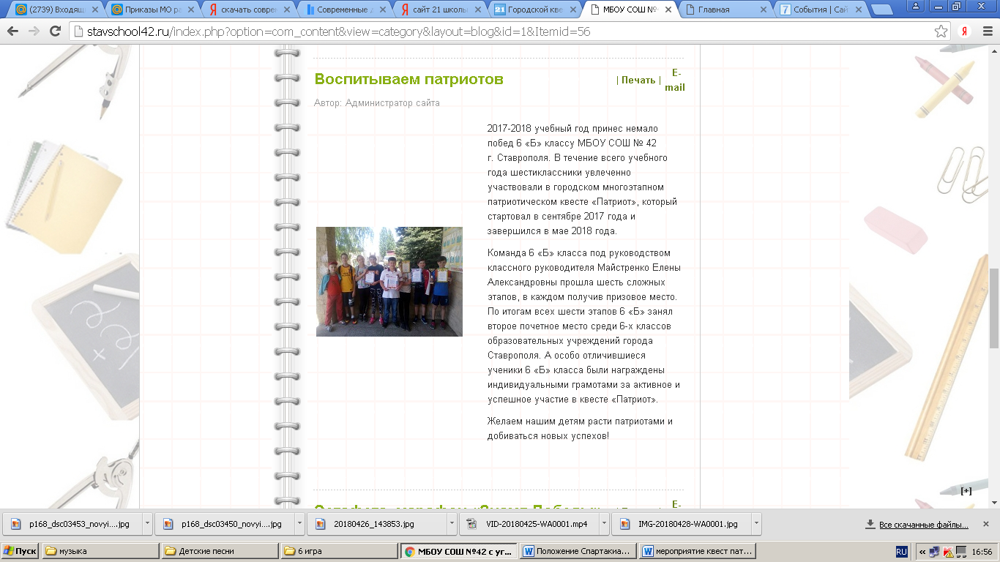 (2739) Входящ
Приказы МО ра
скачать соврем
Современные д
сайт 21 школы
Городской кве
МБОУ СОШ №
Главная
События | Сай
stavschool42.ru/index.php?option=com_content&view=category&layout=blog&id=1&Itemid=56
Воспитываем патриотов
| Печать |
E-
mail
Автор: Администратор сайта
2017-2018 учебный год принес немало
побед 6 «Б» классу МБОУ СОШ № 42
г. Ставрополя. В течение всего учебного
года шестиклассники увлеченно
участвовали в городском многоэтапном
патриотическом квесте «Патриот», который
стартовал в сентябре 2017 года и
завершился в мае 2018 года.
Команда 6 «Б» класса под руководством
классного руководителя Майстренко Елены
Александровны прошла шесть сложных
этапов, в каждом получив призовое место.
По итогам всех шести этапов 6 «Б» занял
второе почетное место среди 6-х классов
образовательных учреждений города
Ставрополя. А особо отличившиеся
ученики 6 «Б» класса были награждены
индивидуальными грамотами за активное и
успешное участие в квесте «Патриот».
Желаем нашим детям расти патриотами и
добиваться новых успехов!
[+]
E-
p168_dsc03453_novyi....jpg
p168_dsc03450_novyi....jpg
20180426_143853.jpg
VID-20180425-WA0001.mp4
IMG-20180428-WA0001.jpg
Все скачанные файлы...
Пуск
музыка
Детские песни
6 игра
МБОУ СОШ №42 с уг...
Положение Спартакиа...
мероприятие квест пат...
RU
«
16:56